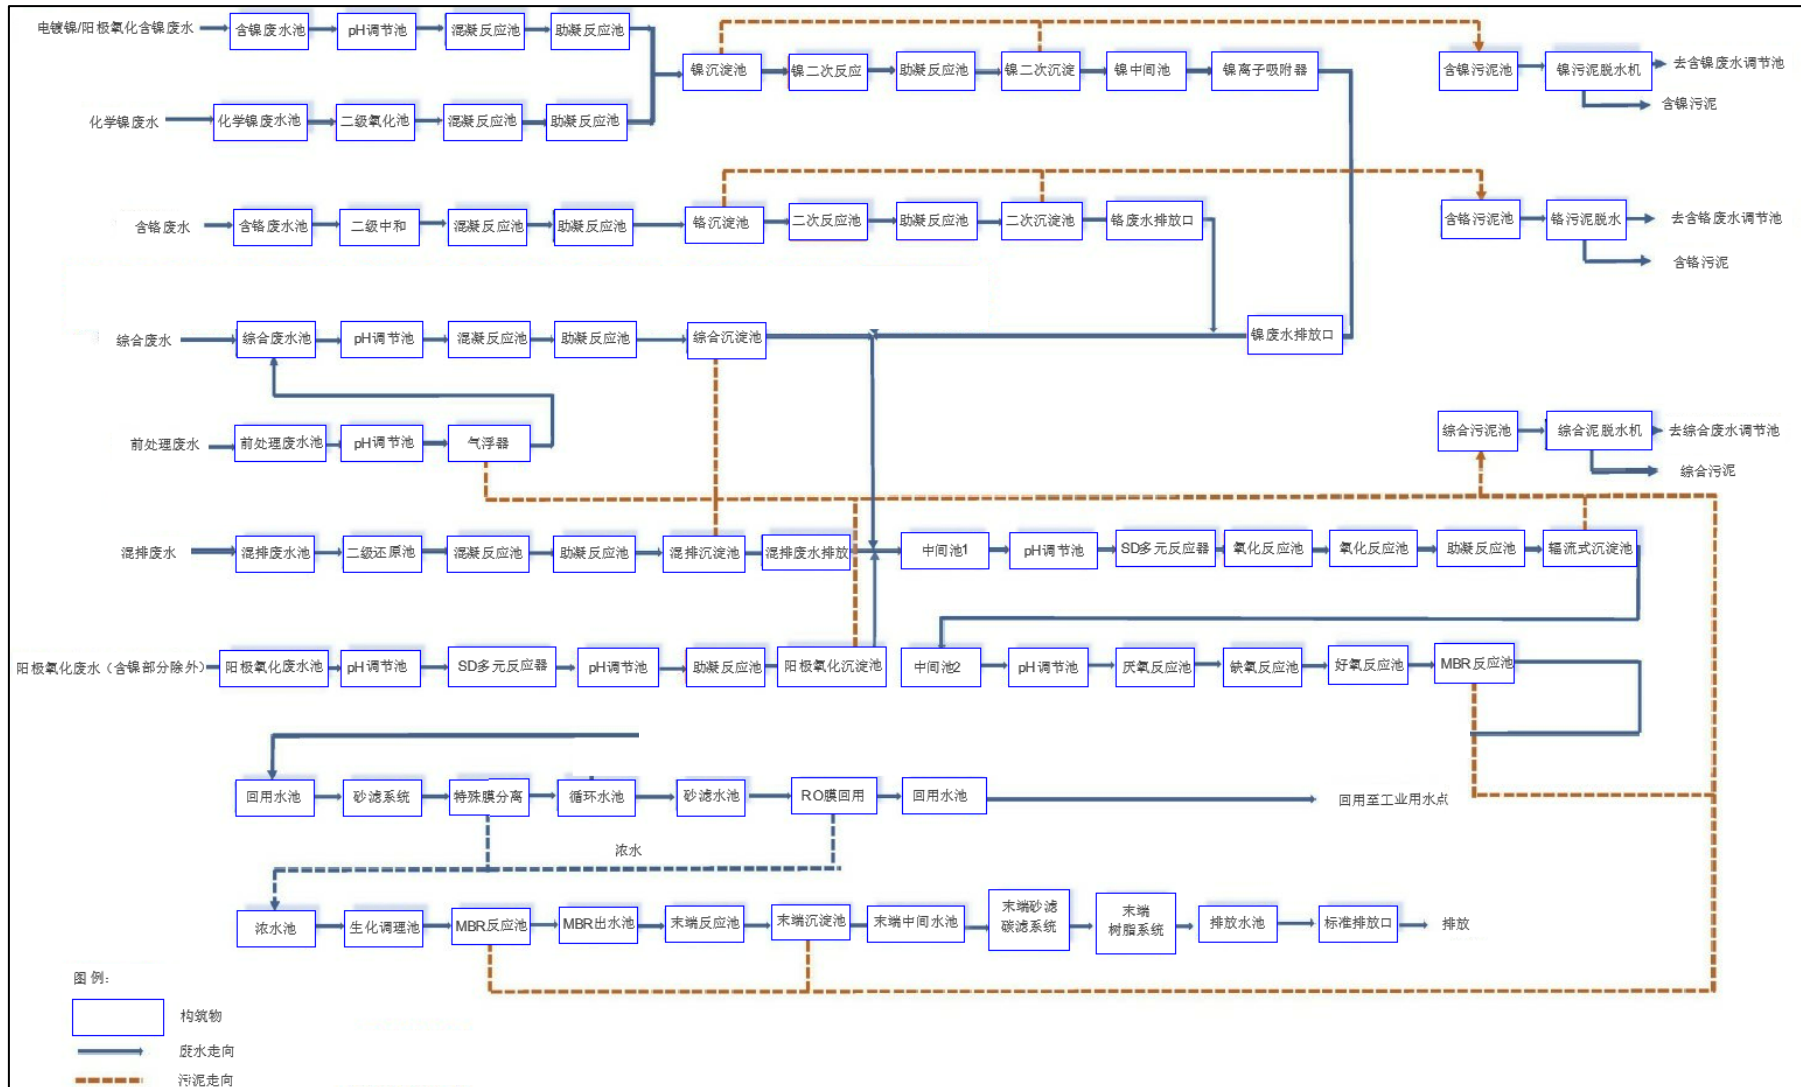 电镀镍/阳极氧化含镍废水
含镍废水池
pH调节池
混凝反应池
助凝反应池
镍沉淀池
镍二次反应
助凝反应池
镍二次沉淀
镍中间池
镍离子吸附器
含镍污泥池
镍污泥脱水机
去含镍废水调节池
含镍污泥
化学镍废水
化学镍废水池
二级氧化池
混凝反应池
助凝反应池
含铬废水
含铬废水池
二级中和
混凝反应池
助凝反应池
铬沉淀池
二次反应池
助凝反应池
二次沉淀池
铬废水排放口
含铬污泥池
铬污泥脱水
去含铬废水调节池
含铬污泥
综合废水
综合废水池
pH调节池
混凝反应池
助凝反应池
综合沉淀池
镍废水排放口
前处理废水
前处理废水池
pH调节池
气浮器
综合污泥池
综合泥脱水机
去综合废水调节池
综合污泥
混排废水
混排废水池
二级还原池
混凝反应池
助凝反应池
混排沉淀池
混排废水排放
中间池1
pH调节池
SD多元反应器
氧化反应池
氧化反应池
助凝反应池
辐流式沉淀池
阳极氧化废水（含镍部分除外）
阳极氧化废水池
pH调节池
SD多元反应器
pH调节池
助凝反应池
阳极氧化沉淀池
中间池2
pH调节池
厌氧反应池
缺氧反应池
好氧反应池
MBR反应池
回用水池
砂滤系统
特殊膜分离
循环水池
砂滤水池
RO膜回用
回用水池
回用至工业用水点
浓水
浓水池
生化调理池
MBR反应池
MBR出水池
末端反应池
末端沉淀池
末端中间水池
末端砂滤
碳滤系统
末端
树脂系统
排放水池
标准排放口
排放
图例：
构筑物
废水走向
污泥走向